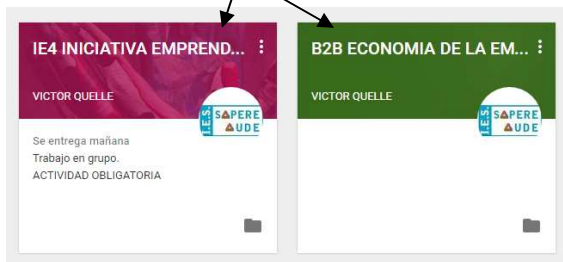 IE4 INICIATIVA EMPREND...
VICTOR QUELLE
I.E.S.
SAPERE
AUDE
Se entrega mañana
Trabajo en grupo.
ACTIVIDAD OBLIGATORIA
B2B ECONOMIA DE LA EM...
VICTOR QUELLE
I.E.S.
SAPERE
AUDE